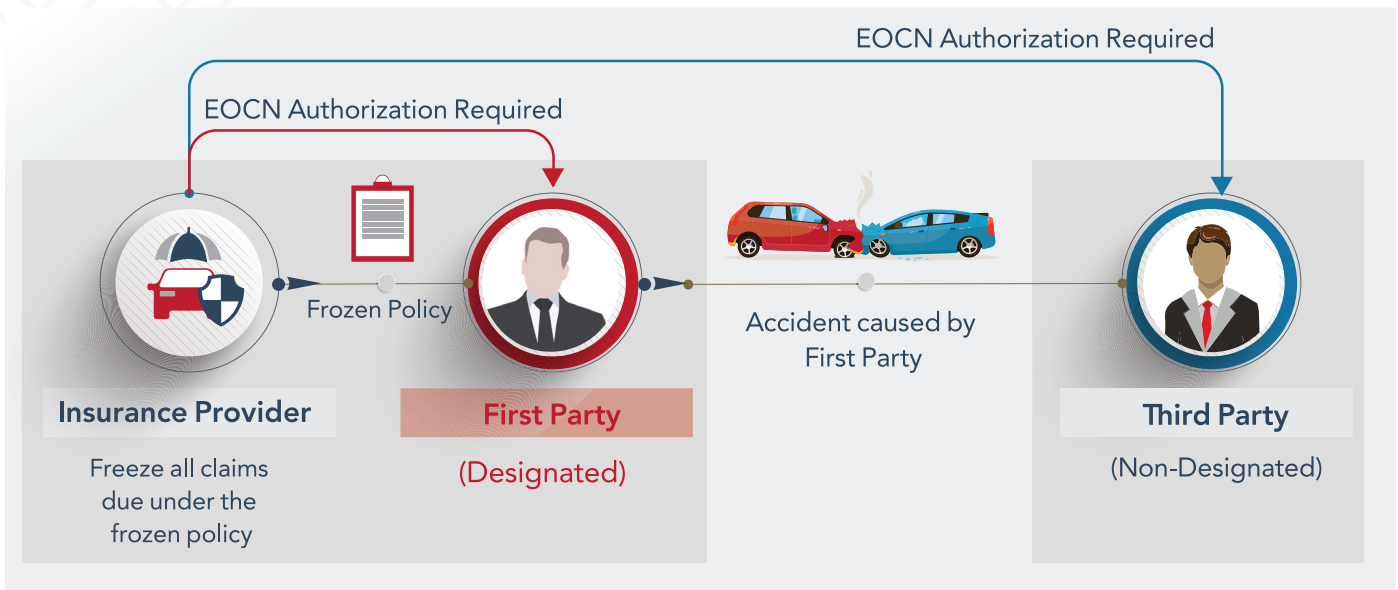 EOCN Authorization Required
EOCN Authorization Required
Frozen Policy
Accident caused by
First Party
Insurance Provider
First Party
Third Party
Freeze all claims
due under the
frozen policy
(Designated)
(Non-Designated)